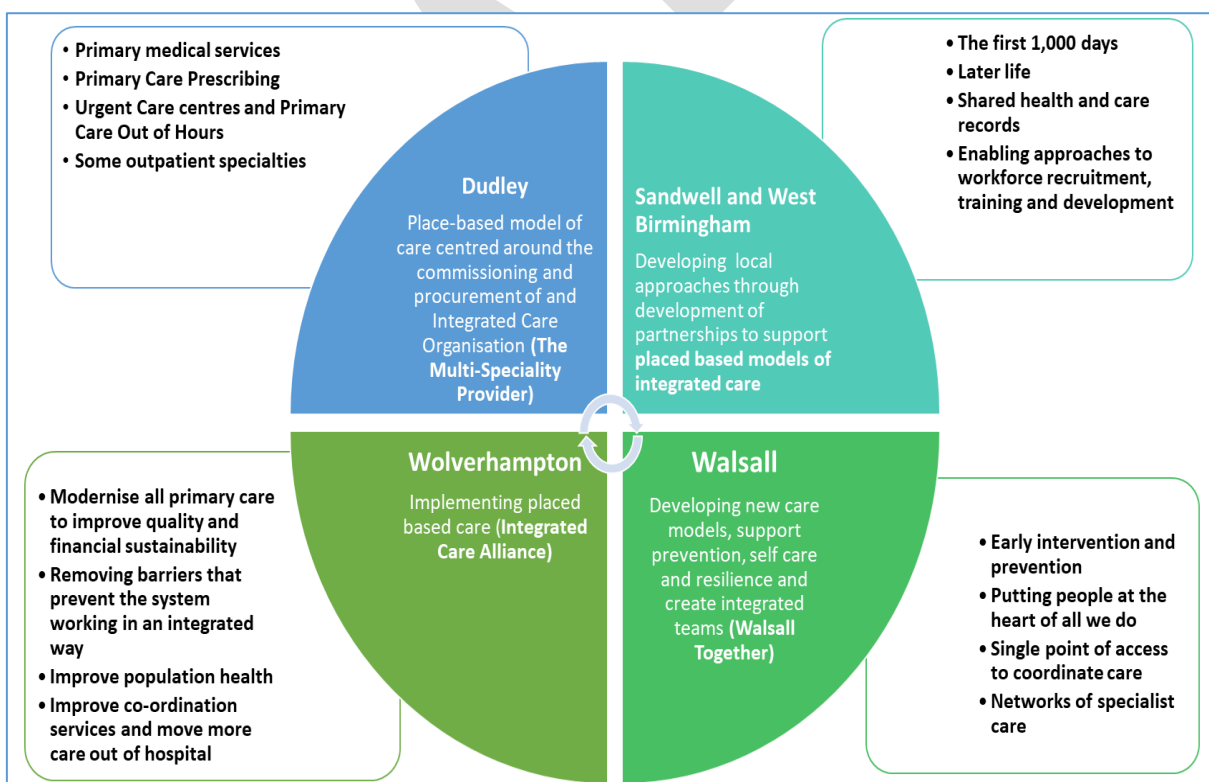 • Primary medical services
• Primary Care Prescribing
• Urgent Care centres and Primary
Care Out of Hours
• Some outpatient specialties
Dudley
Place-based model of
care centred around the
commissioning and
procurement of and
Integrated Care
Organisation (The
Multi-Speciality
Provider)
Sandwell and West
Birmingham
Developing local
approaches through
development of
partnerships to support
placed based models of
integrated care
• The first 1,000 days
• Later life
• Shared health and care
records
• Enabling approaches to
workforce recruitment,
training and development
• Modernise all primary care
to improve quality and
financial sustainability
• Removing barriers that
prevent the system
working in an integrated
way
• Improve population health
• Improve co-ordination
services and move more
care out of hospital
Wolverhampton
Implementing placed
based care (Integrated
Care Alliance)
Walsall
Developing new care
models, support
prevention, self care
and resilience and
create integrated
teams (Walsall
Together)
• Early intervention and
prevention
• Putting people at the
heart of all we do
• Single point of access
to coordinate care
• Networks of specialist
care